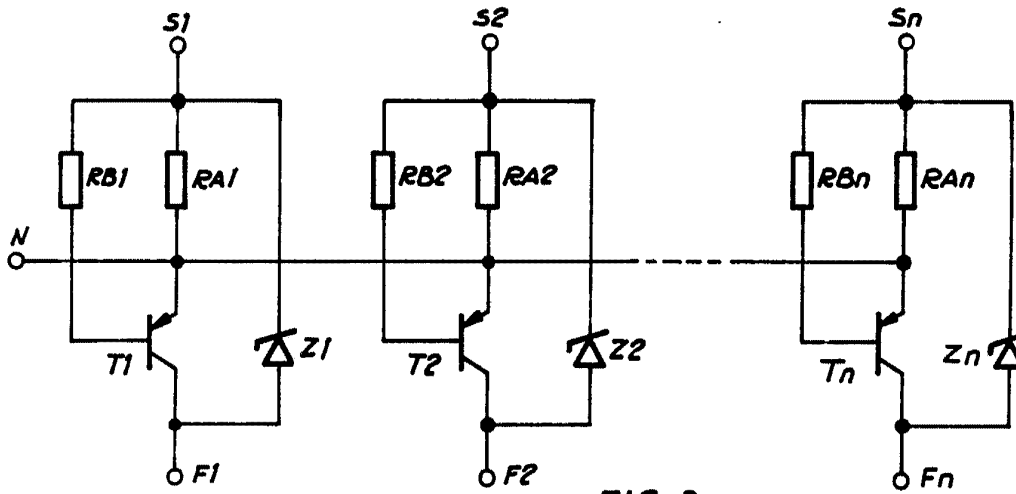 S1 S2 Sn
RB1 RA1 RB2 RA2 RBn RAn
N
T1 Z1 T2 Z2 Tn Zn
F1 F2 Fn